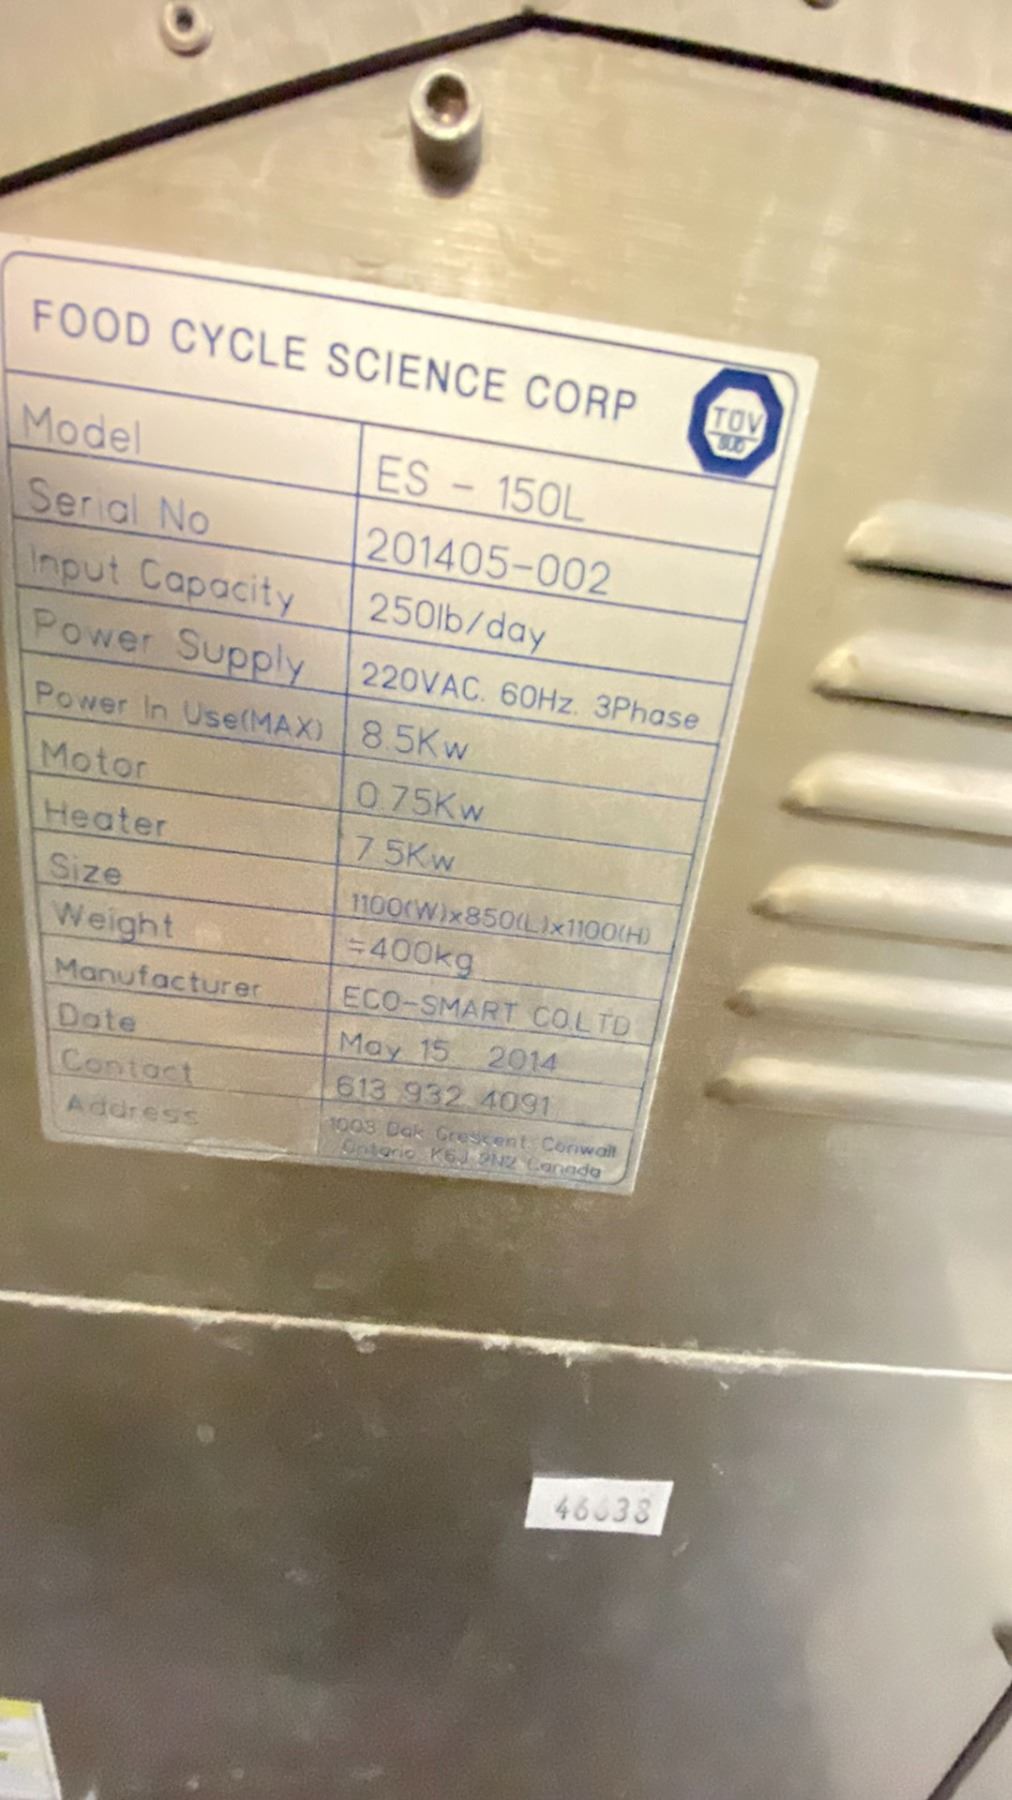 FOOD CYCLE SCIENCE CORP
TÜV
SÜD
Model ES - 150L
Serial No 201405-002
Input Capacity 250lb/day
Power Supply 220VAC. 60Hz. 3Phase
Power In Use(MAX) 8.5Kw
Motor 0.75Kw
Heater 7.5Kw
Size 1100(W)x850(L)x1100(H)
Weight ≒400kg
Manufacturer ECO-SMART CO.LTD
Date May 15 2014
Contact 613 932 4091
Address 1003 Oak Crescent. Conwall
Ontario K6J 9N2 Canada